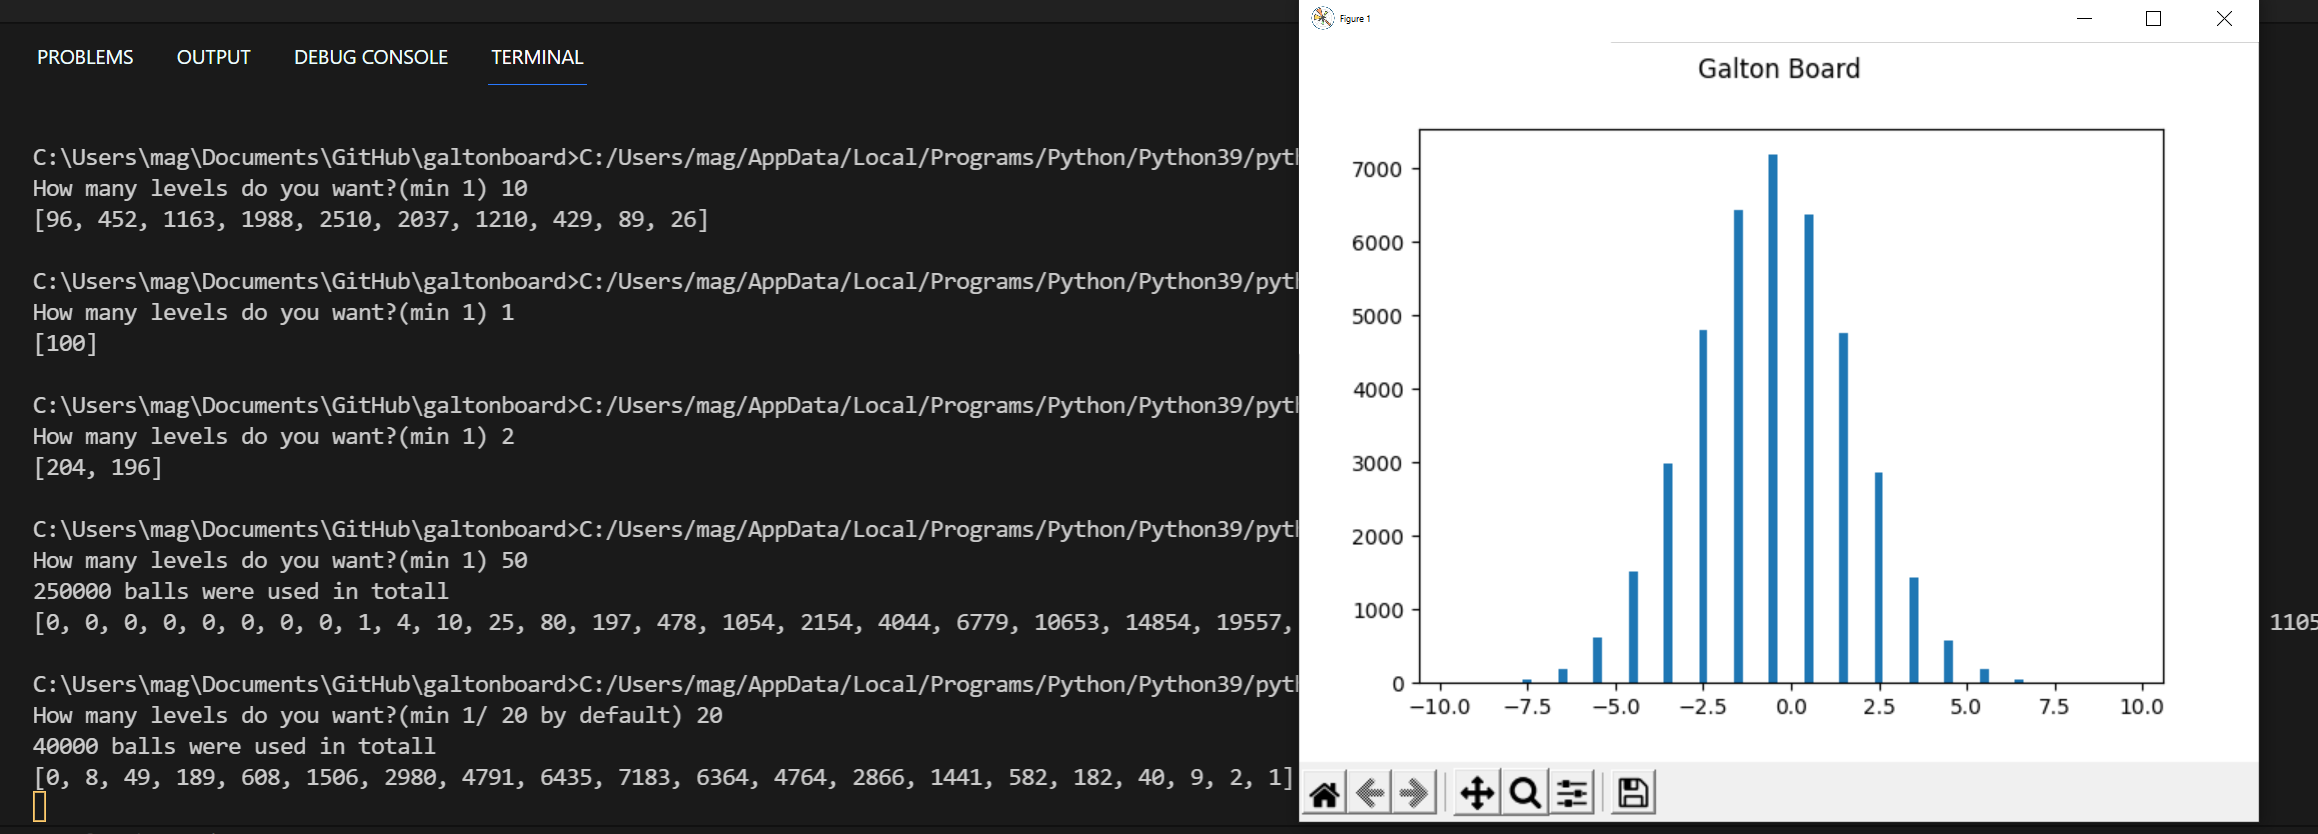 PROBLEMS OUTPUT DEBUG CONSOLE TERMINAL
C:\Users\mag\Documents\GitHub\galtonboard>C:/Users/mag/AppData/Local/Programs/Python/Python39/pyth
How many levels do you want?(min 1) 10
[96, 452, 1163, 1988, 2510, 2037, 1210, 429, 89, 26]
C:\Users\mag\Documents\GitHub\galtonboard>C:/Users/mag/AppData/Local/Programs/Python/Python39/pyth
How many levels do you want?(min 1) 1
[100]
C:\Users\mag\Documents\GitHub\galtonboard>C:/Users/mag/AppData/Local/Programs/Python/Python39/pyth
How many levels do you want?(min 1) 2
[204, 196]
C:\Users\mag\Documents\GitHub\galtonboard>C:/Users/mag/AppData/Local/Programs/Python/Python39/pyth
How many levels do you want?(min 1) 50
250000 balls were used in totall
[0, 0, 0, 0, 0, 0, 0, 0, 1, 4, 10, 25, 80, 197, 478, 1054, 2154, 4044, 6779, 10653, 14854, 19557, 1105
C:\Users\mag\Documents\GitHub\galtonboard>C:/Users/mag/AppData/Local/Programs/Python/Python39/pyth
How many levels do you want?(min 1/ 20 by default) 20
40000 balls were used in totall
[0, 8, 49, 189, 608, 1506, 2980, 4791, 6435, 7183, 6364, 4764, 2866, 1441, 582, 182, 40, 9, 2, 1]
Figure 1
Galton Board
7000
6000
5000
4000
3000
2000
1000
0
−10.0 −7.5 −5.0 −2.5 0.0 2.5 5.0 7.5 10.0